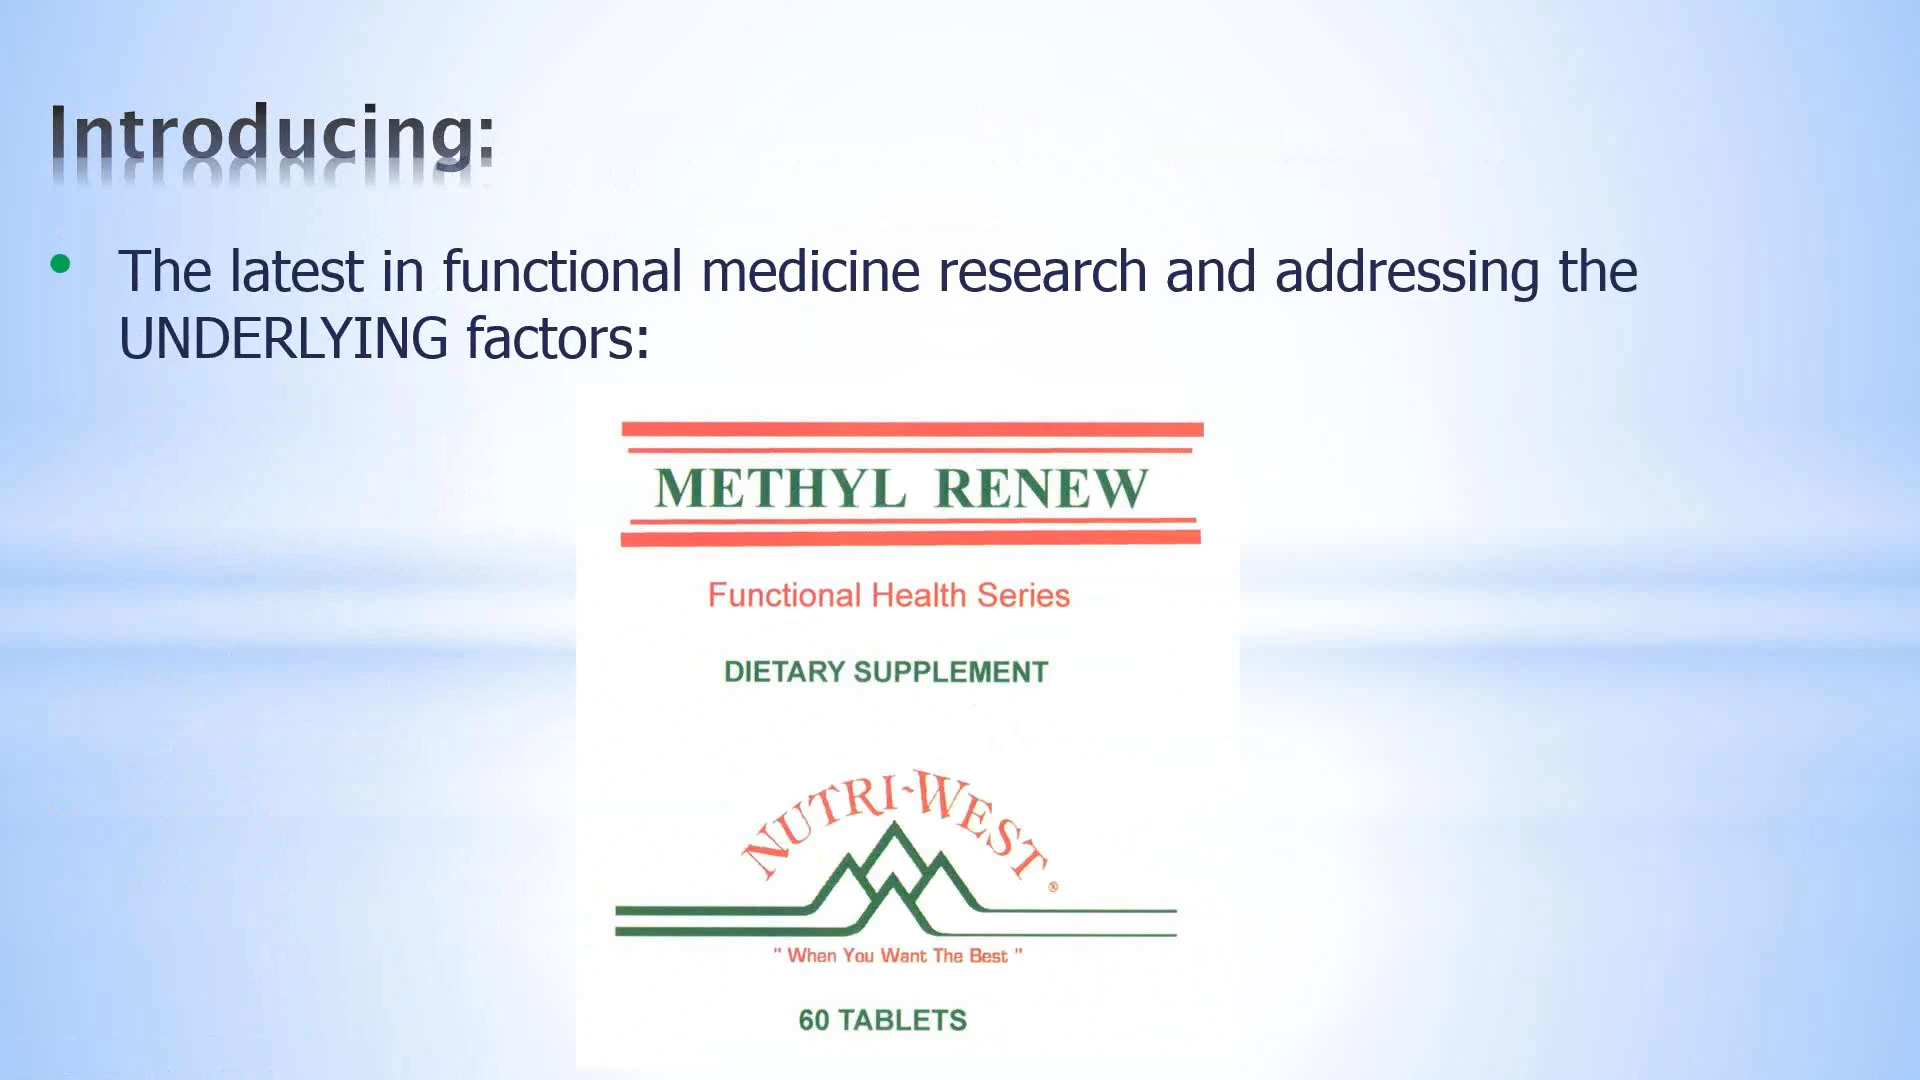 Introducing:
• The latest in functional medicine research and addressing the
UNDERLYING factors:
METHYL RENEW
Functional Health Series
DIETARY SUPPLEMENT
NUTRI-WEST®
" When You Want The Best "
60 TABLETS